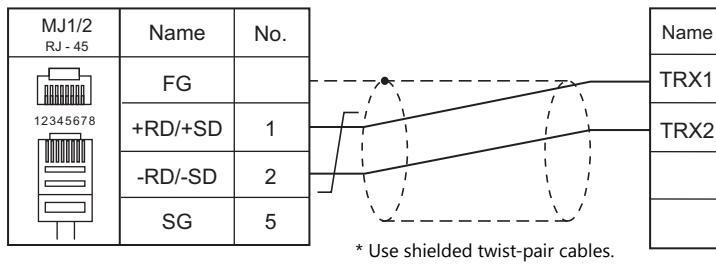 MJ1/2 Name No. Name
RJ - 45
FG TRX1
12345678
+RD/+SD 1 TRX2
-RD/-SD 2
SG 5
* Use shielded twist-pair cables.